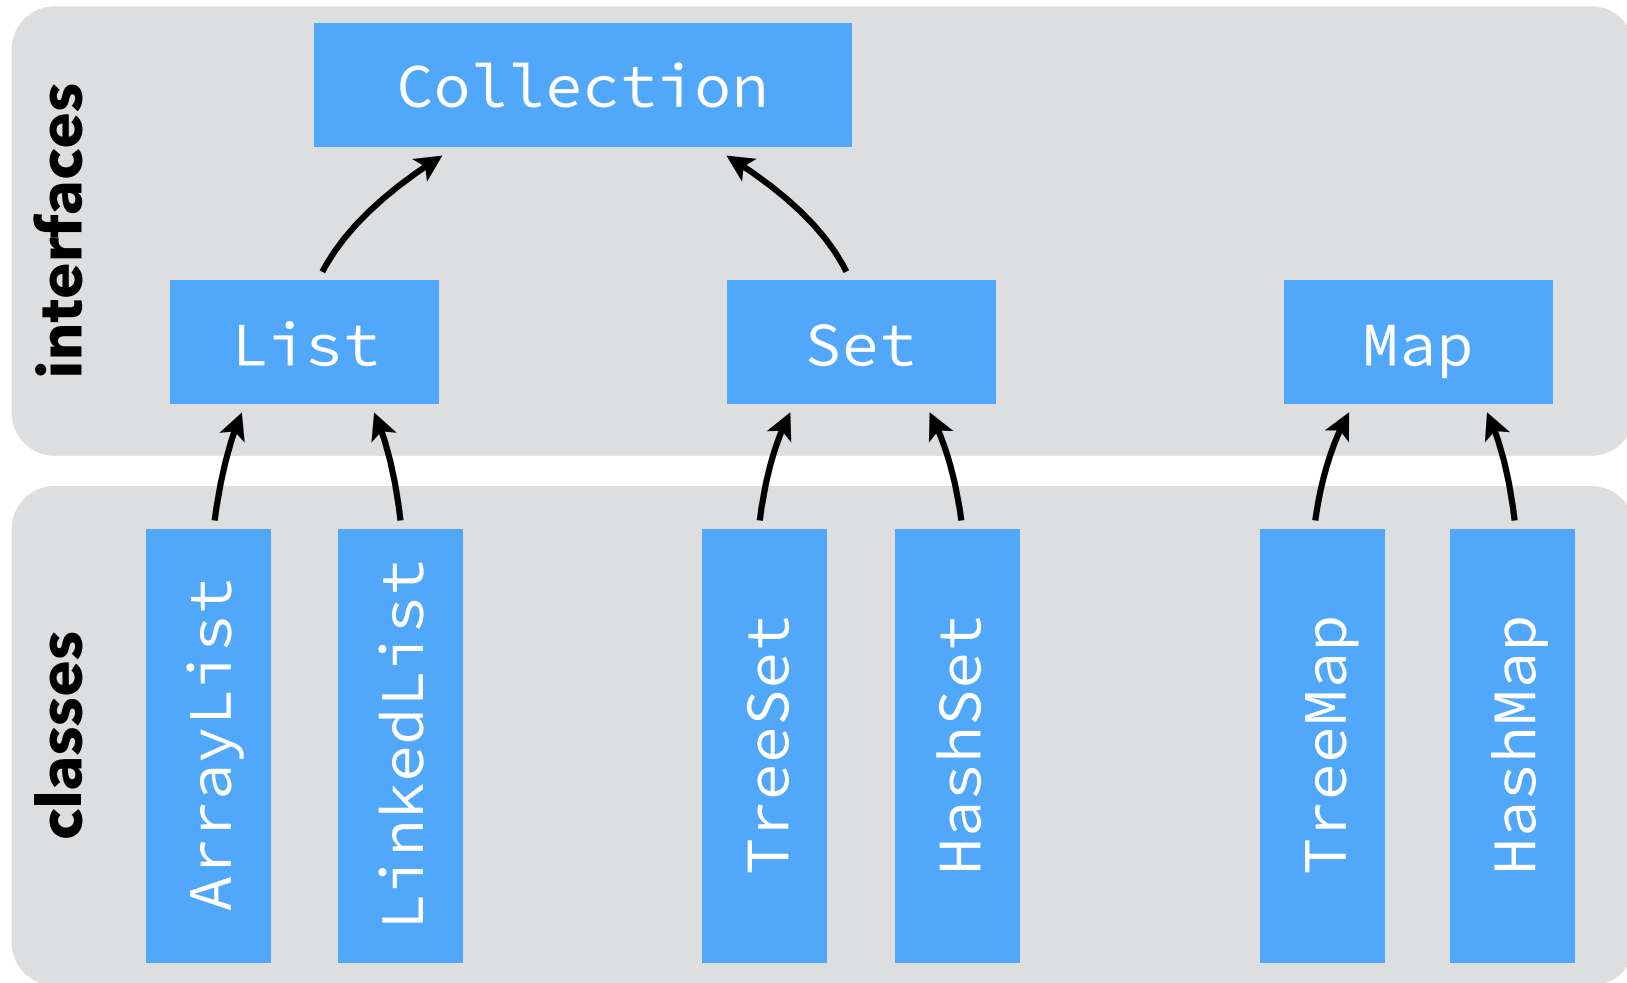 interfaces
Collection
List
Set
Map
classes
ArrayList
LinkedList
TreeSet
HashSet
TreeMap
HashMap